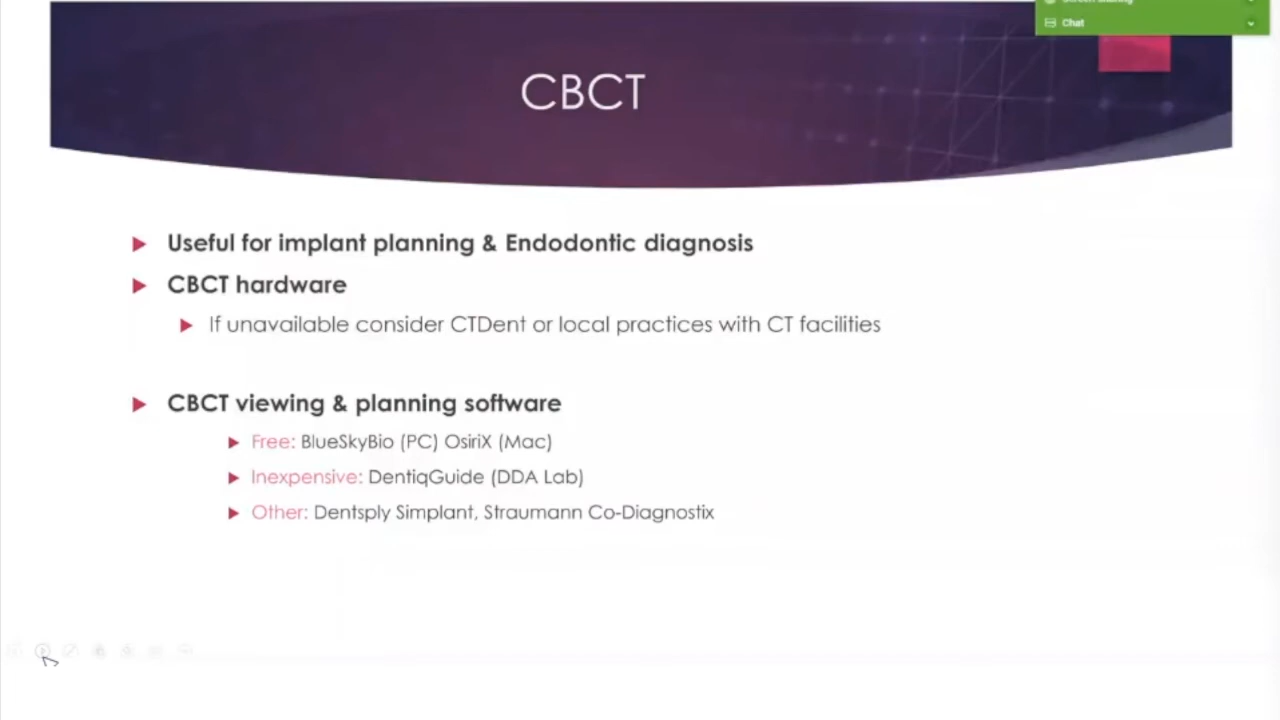 Chat
CBCT
Useful for implant planning & Endodontic diagnosis
CBCT hardware
If unavailable consider CTDent or local practices with CT facilities
CBCT viewing & planning software
Free: BlueSkyBio (PC) OsiriX (Mac)
Inexpensive: DentiqGuide (DDA Lab)
Other: Dentsply Simplant, Straumann Co-Diagnostix